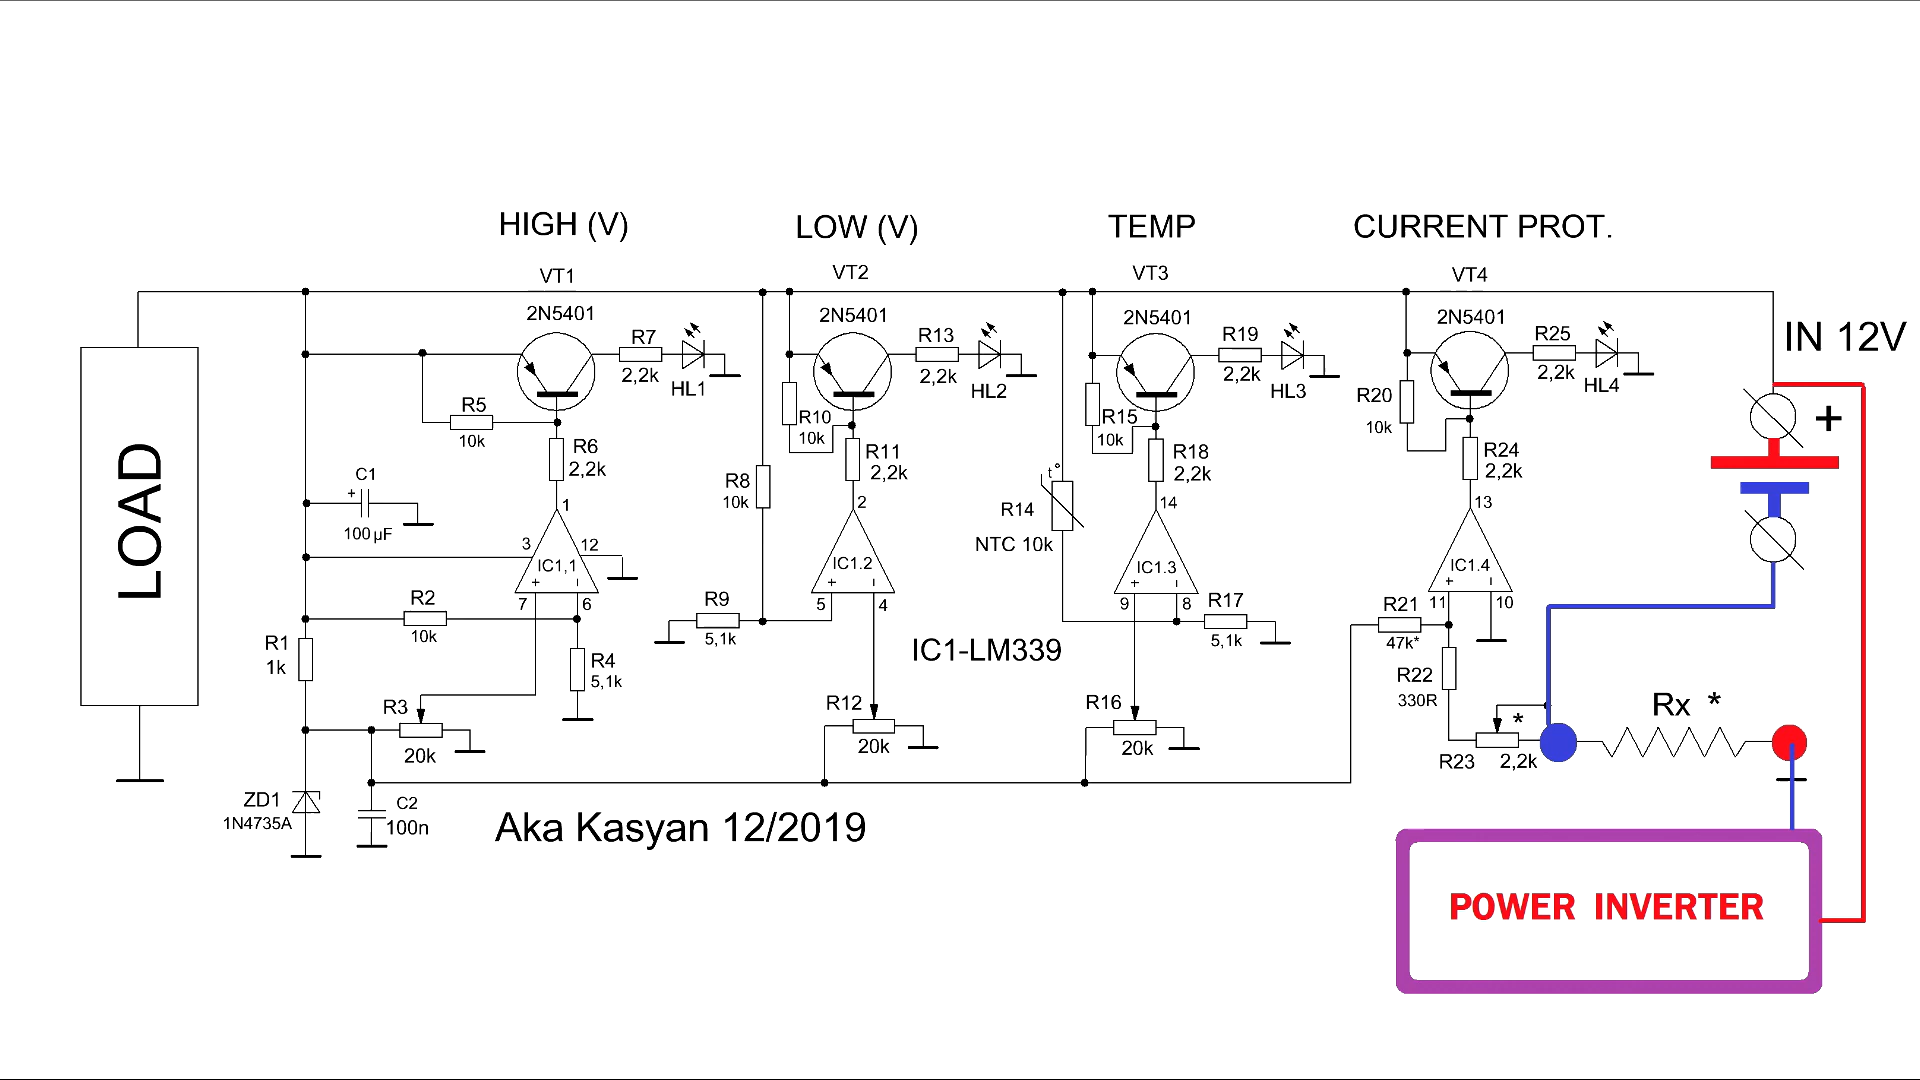 HIGH (V)
LOW (V)
TEMP
CURRENT PROT.
VT1
VT2
VT3
VT4
2N5401
2N5401
2N5401
2N5401
IN 12V
+
R7
2,2k
HL1
R13
2,2k
HL2
R19
2,2k
HL3
R25
2,2k
HL4
R5
10k
R10
10k
R15
10k
R20
10k
LOAD
R6
2,2k
R11
2,2k
R18
2,2k
R24
2,2k
C1
+
100µF
R8
10k
t°
R14
NTC 10k
1
2
14
13
3
12
IC1,1
+ -
7 6
IC1.2
+ -
5 4
IC1.3
+ -
9 8
IC1.4
+ -
11 10
R2
10k
R9
5,1k
R17
5,1k
R21
47k*
R1
1k
R4
5,1k
IC1-LM339
R22
330R
R3
20k
R12
20k
R16
20k
R23
*
2,2k
Rx *
ZD1
1N4735A
C2
100n
Aka Kasyan 12/2019
POWER INVERTER